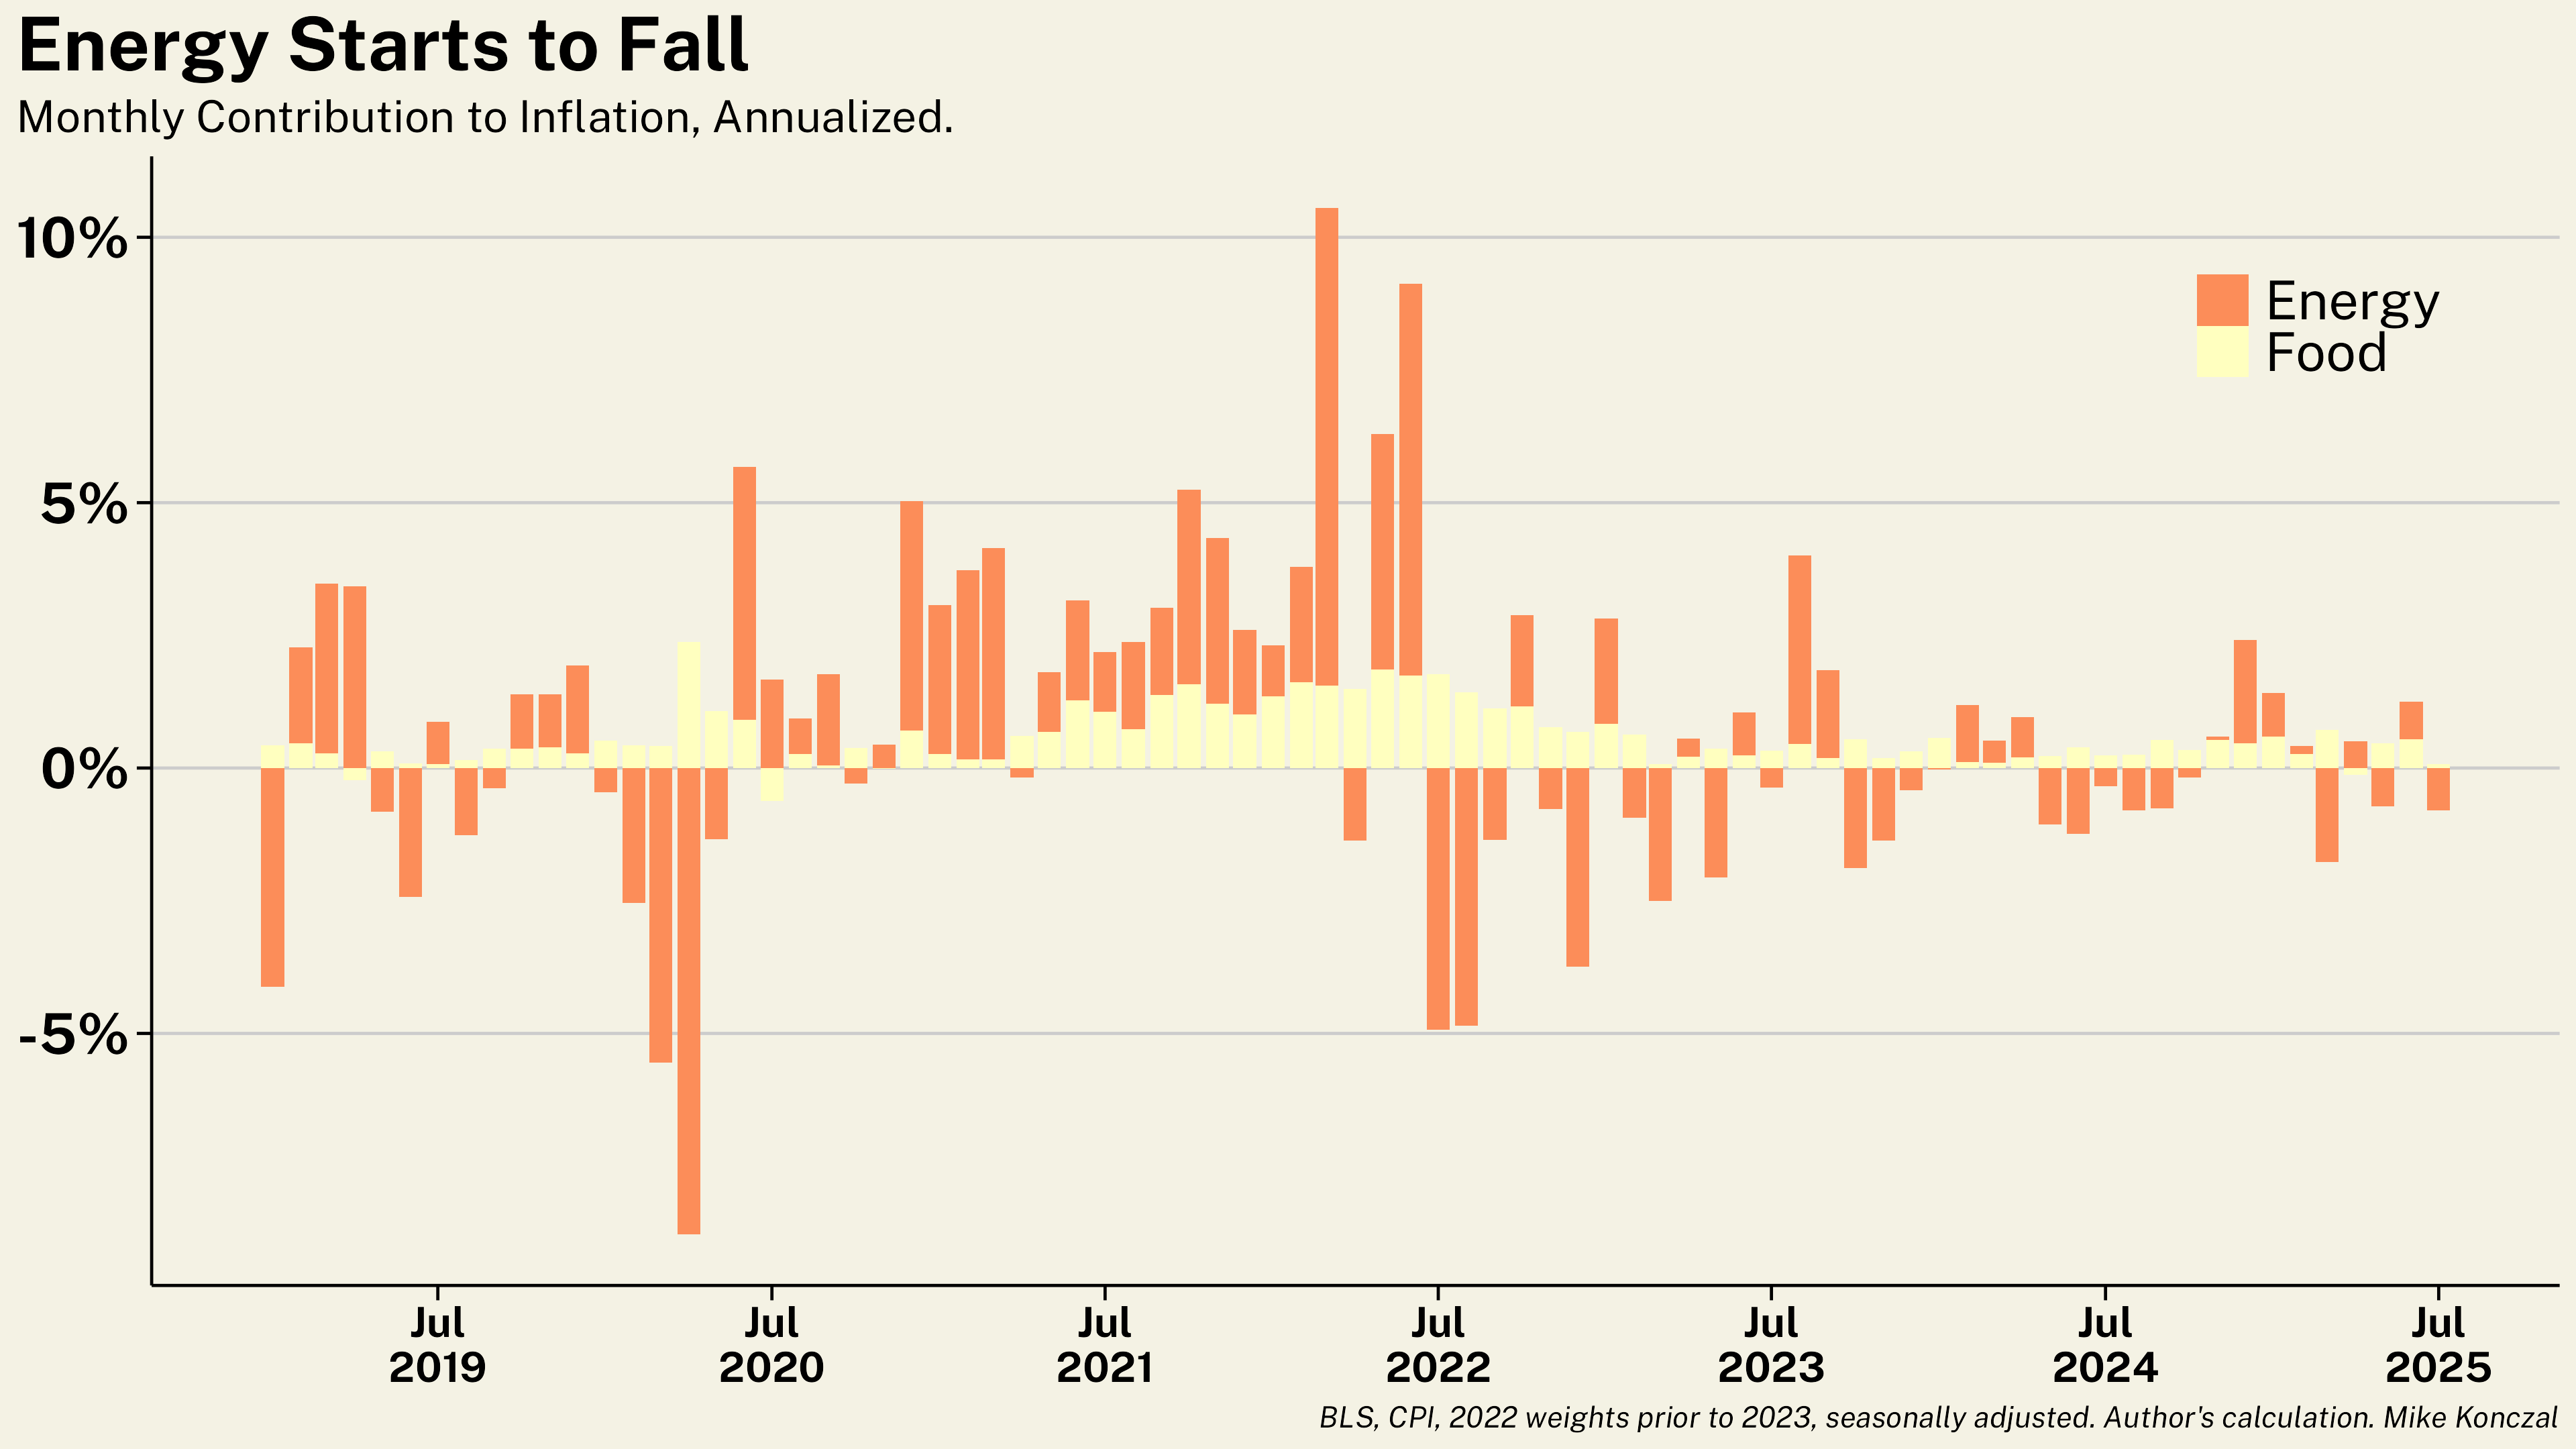 Energy Starts to Fall
Monthly Contribution to Inflation, Annualized.
10%
5%
0%
-5%
Energy
Food
Jul
2019
Jul
2020
Jul
2021
Jul
2022
Jul
2023
Jul
2024
Jul
2025
BLS, CPI, 2022 weights prior to 2023, seasonally adjusted. Author's calculation. Mike Konczal